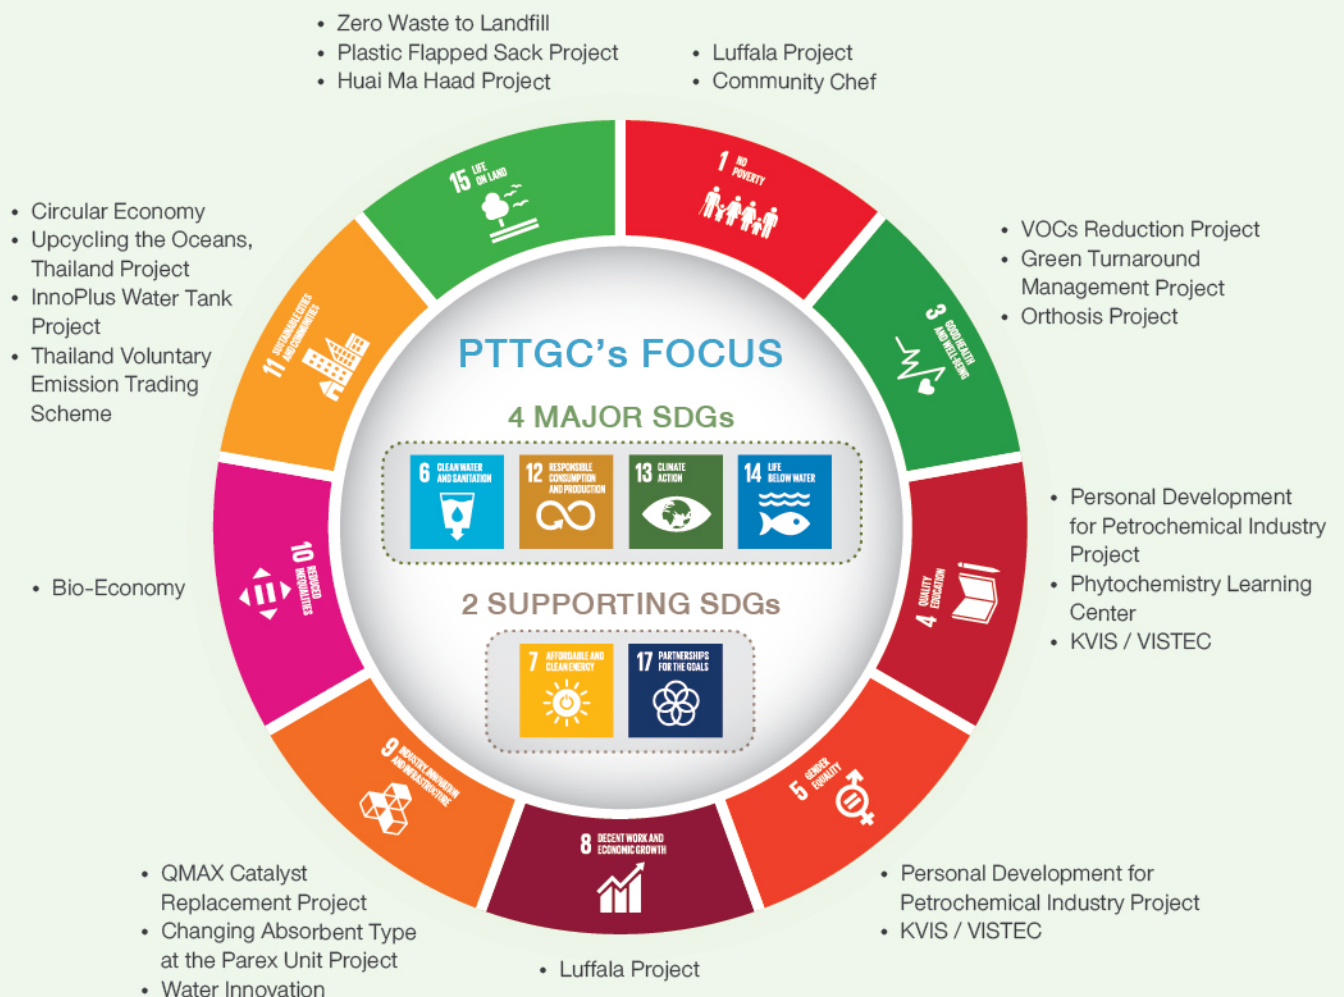 • Zero Waste to Landfill
• Plastic Flapped Sack Project
• Huai Ma Haad Project
• Luffala Project
• Community Chef
15 LIFE
ON LAND
1 NO
POVERTY
• Circular Economy
• Upcycling the Oceans,
Thailand Project
• InnoPlus Water Tank
Project
• Thailand Voluntary
Emission Trading
Scheme
11 SUSTAINABLE CITIES
AND COMMUNITIES
3 GOOD HEALTH
AND WELL-BEING
• VOCs Reduction Project
• Green Turnaround
Management Project
• Orthosis Project
PTTGC's FOCUS
4 MAJOR SDGs
6 CLEAN WATER
AND SANITATION
12 RESPONSIBLE
CONSUMPTION
AND PRODUCTION
13 CLIMATE
ACTION
14 LIFE
BELOW WATER
2 SUPPORTING SDGs
7 AFFORDABLE AND
CLEAN ENERGY
17 PARTNERSHIPS
FOR THE GOALS
• Bio-Economy
10 REDUCED
INEQUALITIES
4 QUALITY
EDUCATION
• Personal Development
for Petrochemical Industry
Project
• Phytochemistry Learning
Center
• KVIS / VISTEC
9 INDUSTRY, INNOVATION
AND INFRASTRUCTURE
5 GENDER
EQUALITY
8 DECENT WORK AND
ECONOMIC GROWTH
• QMAX Catalyst
Replacement Project
• Changing Absorbent Type
at the Parex Unit Project
• Water Innovation
• Luffala Project
• Personal Development for
Petrochemical Industry Project
• KVIS / VISTEC